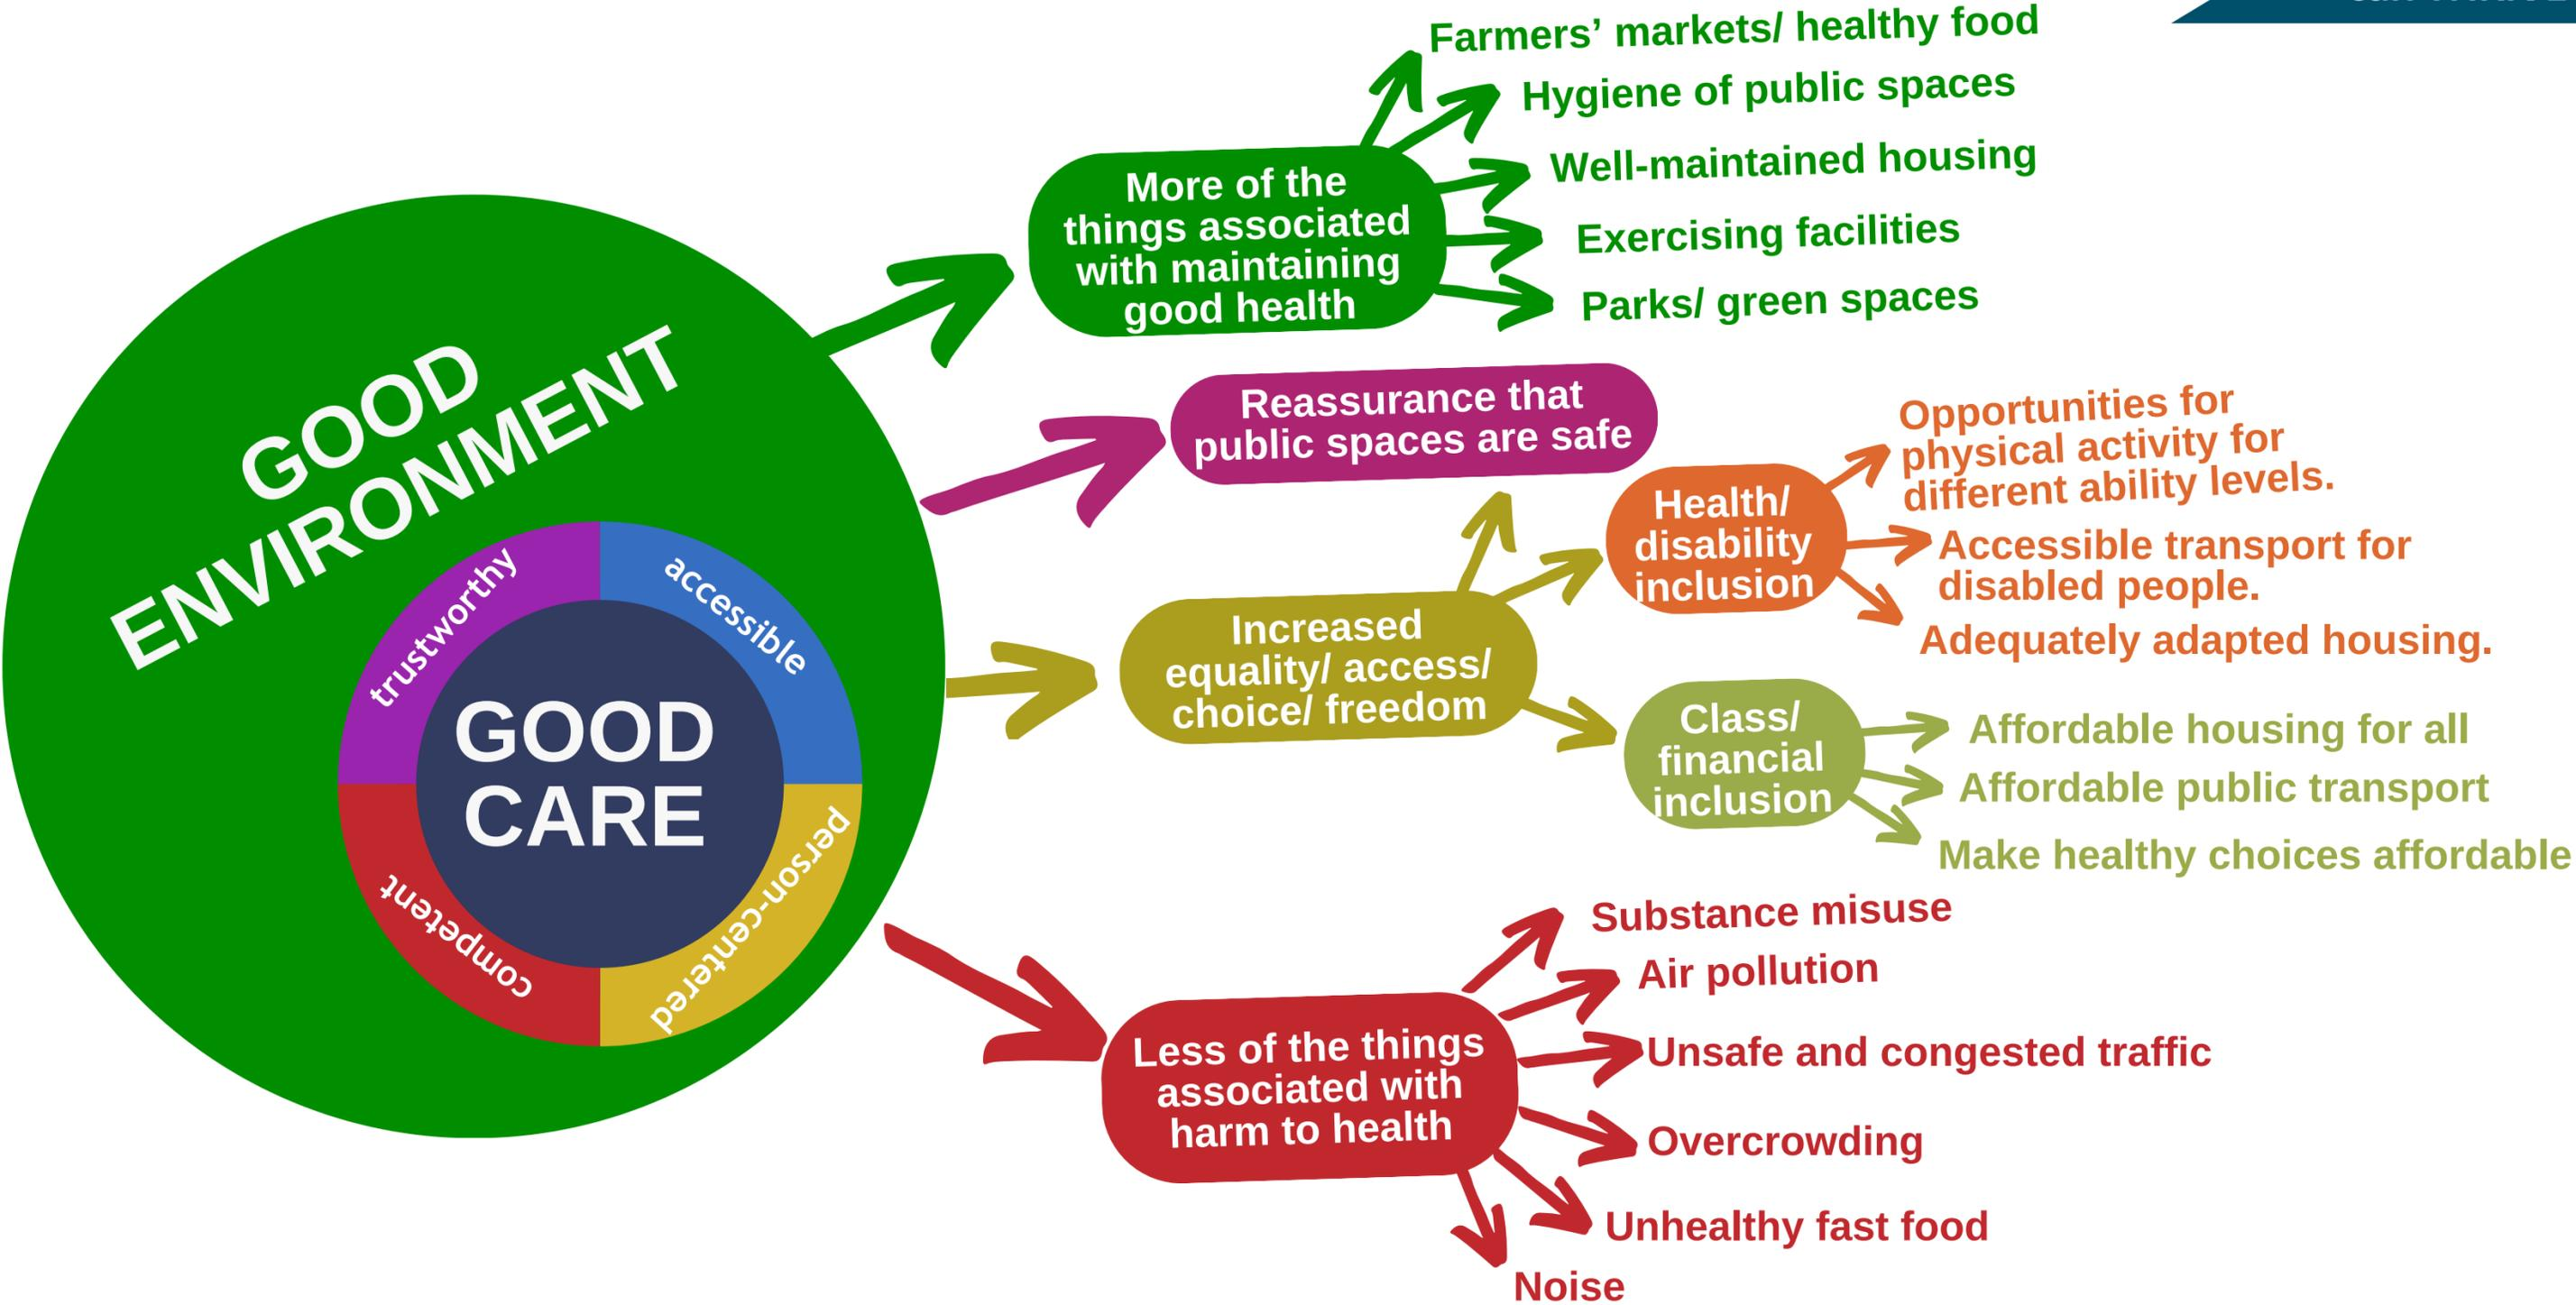 Farmers’ markets/ healthy food
Hygiene of public spaces
Well-maintained housing
Exercising facilities
Parks/ green spaces
More of the
things associated
with maintaining
good health
GOOD
ENVIRONMENT
trustworthy
accessible
GOOD
CARE
competent
person-centered
Reassurance that
public spaces are safe
Increased
equality/ access/
choice/ freedom
Health/
disability
inclusion
Opportunities for
physical activity for
different ability levels.
Accessible transport for
disabled people.
Adequately adapted housing.
Class/
financial
inclusion
Affordable housing for all
Affordable public transport
Make healthy choices affordable
Less of the things
associated with
harm to health
Substance misuse
Air pollution
Unsafe and congested traffic
Overcrowding
Unhealthy fast food
Noise